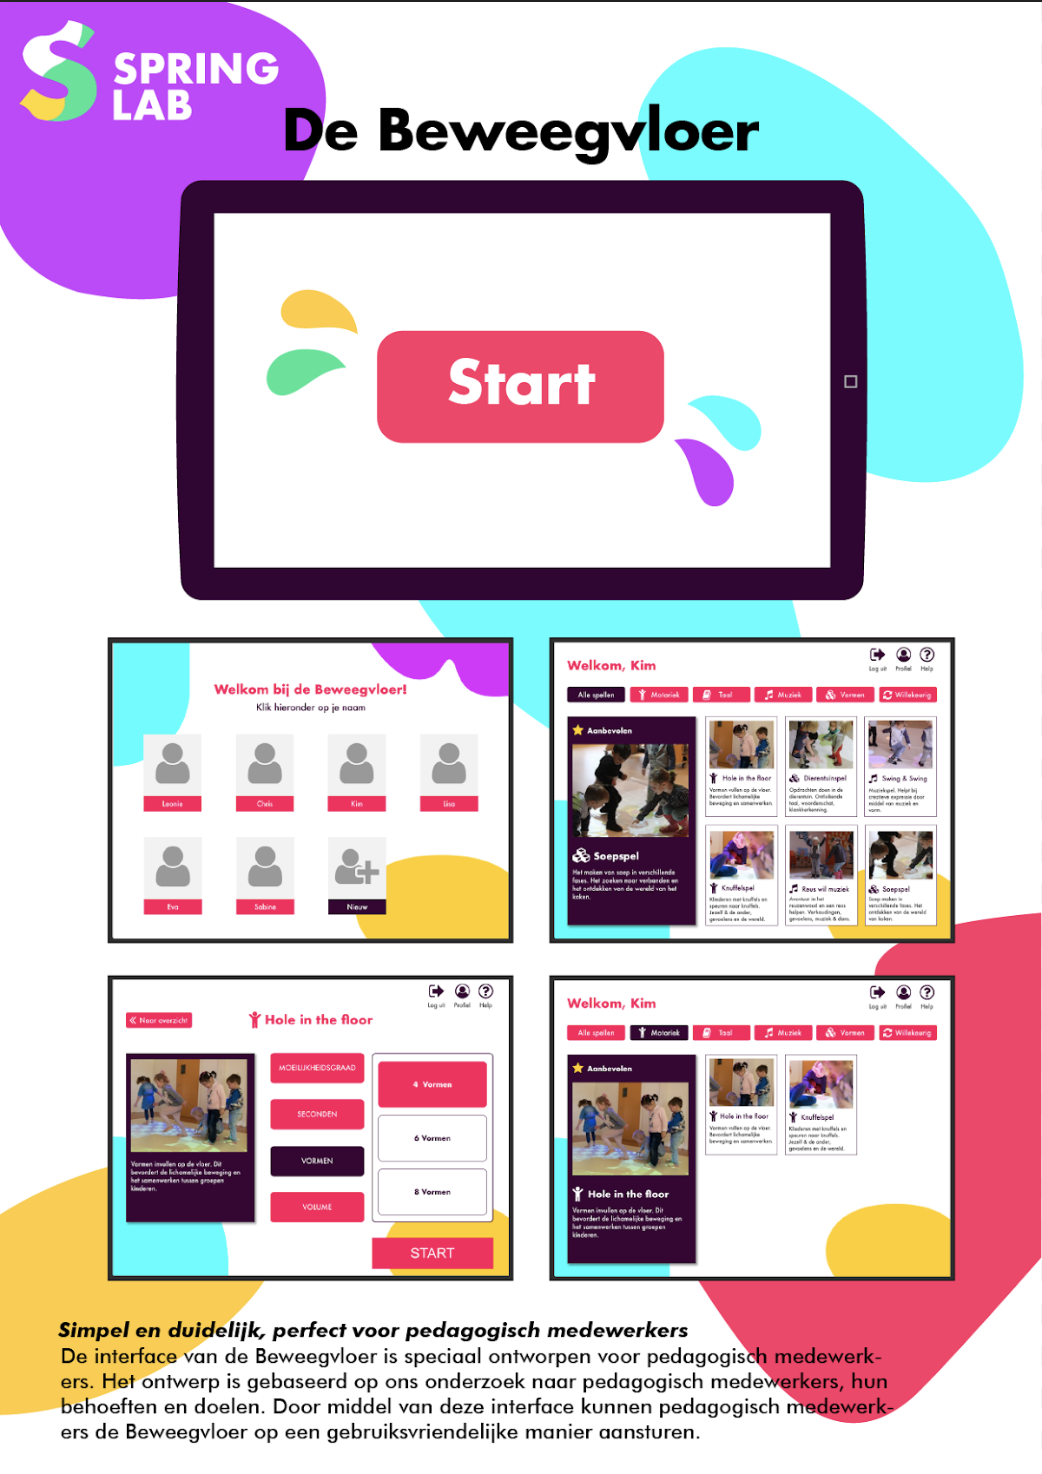 SPRING
LAB
De Beweegvloer
Start
Welkom bij de Beweegvloer!
Klik hieronder op je naam
Leonie
Chris
Kim
Lisa
Eva
Sabine
Nieuw
Welkom, Kim
Log uit
Profiel
Help
Alle spellen
Motoriek
Taal
Muziek
Vormen
Willekeurig
Aanbevolen
Soepspel
Het maken van soep in verschillende
fases. Het zoeken naar verbanden en
het ontdekken van de wereld van het
koken.
Hole in the floor
Vormen vullen op de vloer.
Bevordert lichamelijke
beweging en samenwerken.
Dierentuinspel
Opdrachten doen in de
dierentuin. Ontluikende
taal, woordenschat,
klankherkenning.
Swing & Swing
Muziekspel. Helpt bij
creatieve expressie door
middel van muziek en
vorm.
Knuffelspel
Kliederen met knuffels en
speuren naar knuffels.
Jezelf & de ander,
gevoelens en de wereld.
Reus wil muziek
Avontuur in het
reuzenwoud en een reus
helpen. Verhoudingen,
gevoelens, muziek & dans.
Soepspel
Soep maken in
verschillende fases. Het
ontdekken van de wereld
van koken.
Log uit
Profiel
Help
Naar overzicht
Hole in the floor
Vormen invullen op de vloer. Dit
bevordert de lichamelijke beweging en
het samenwerken tussen groepen
kinderen.
MOEILIJKHEIDSGRAAD
SECONDEN
VORMEN
VOLUME
4 Vormen
6 Vormen
8 Vormen
START
Welkom, Kim
Log uit
Profiel
Help
Alle spellen
Motoriek
Taal
Muziek
Vormen
Willekeurig
Aanbevolen
Hole in the floor
Vormen invullen op de vloer. Dit
bevordert de lichamelijke beweging en
het samenwerken tussen groepen
kinderen.
Hole in the floor
Vormen vullen op de vloer.
Bevordert lichamelijke
beweging en samenwerken.
Knuffelspel
Kliederen met knuffels en
speuren naar knuffels.
Jezelf & de ander,
gevoelens en de wereld.
Simpel en duidelijk, perfect voor pedagogisch medewerkers
De interface van de Beweegvloer is speciaal ontworpen voor pedagogisch medewerk-
ers. Het ontwerp is gebaseerd op ons onderzoek naar pedagogisch medewerkers, hun
behoeften en doelen. Door middel van deze interface kunnen pedagogisch medewerk-
ers de Beweegvloer op een gebruiksvriendelijke manier aansturen.